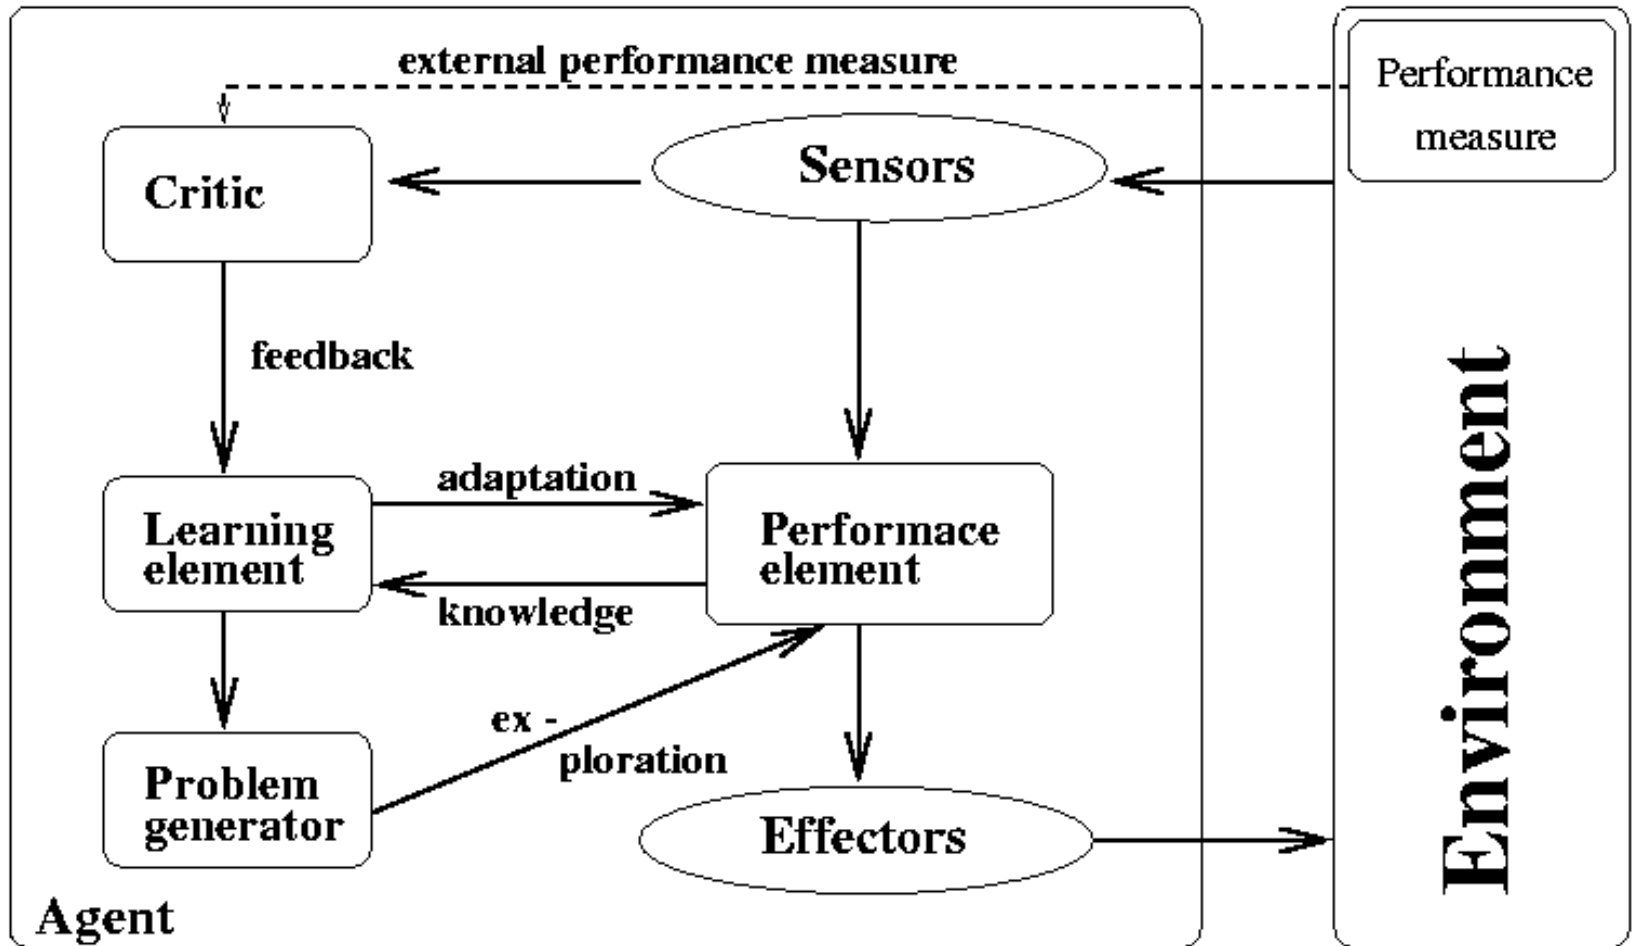 external performance measure
Performance
measure
Critic
Sensors
feedback
adaptation
Learning
element
Performace
element
knowledge
ex -
ploration
Problem
generator
Effectors
Agent
Environment